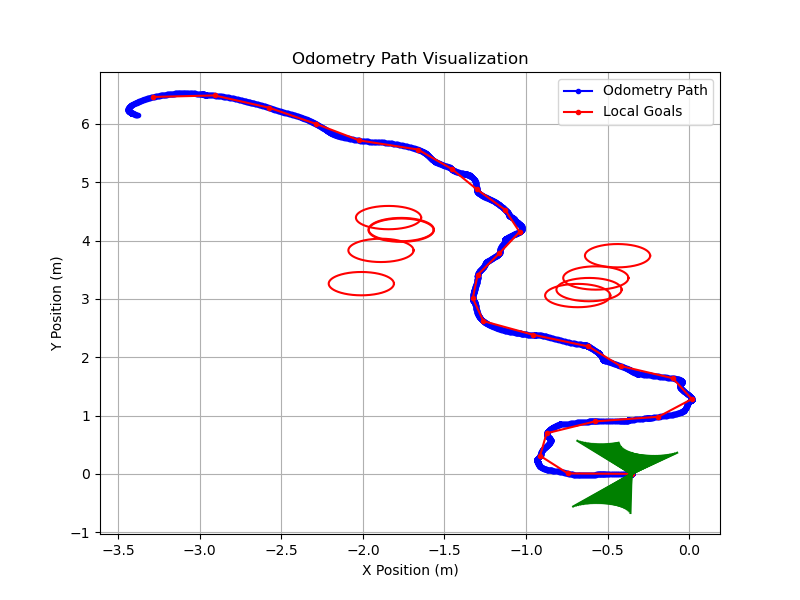 Odometry Path Visualization
Odometry Path
Local Goals
Y Position (m)
6
5
4
3
2
1
0
−1
−3.5 −3.0 −2.5 −2.0 −1.5 −1.0 −0.5 0.0
X Position (m)